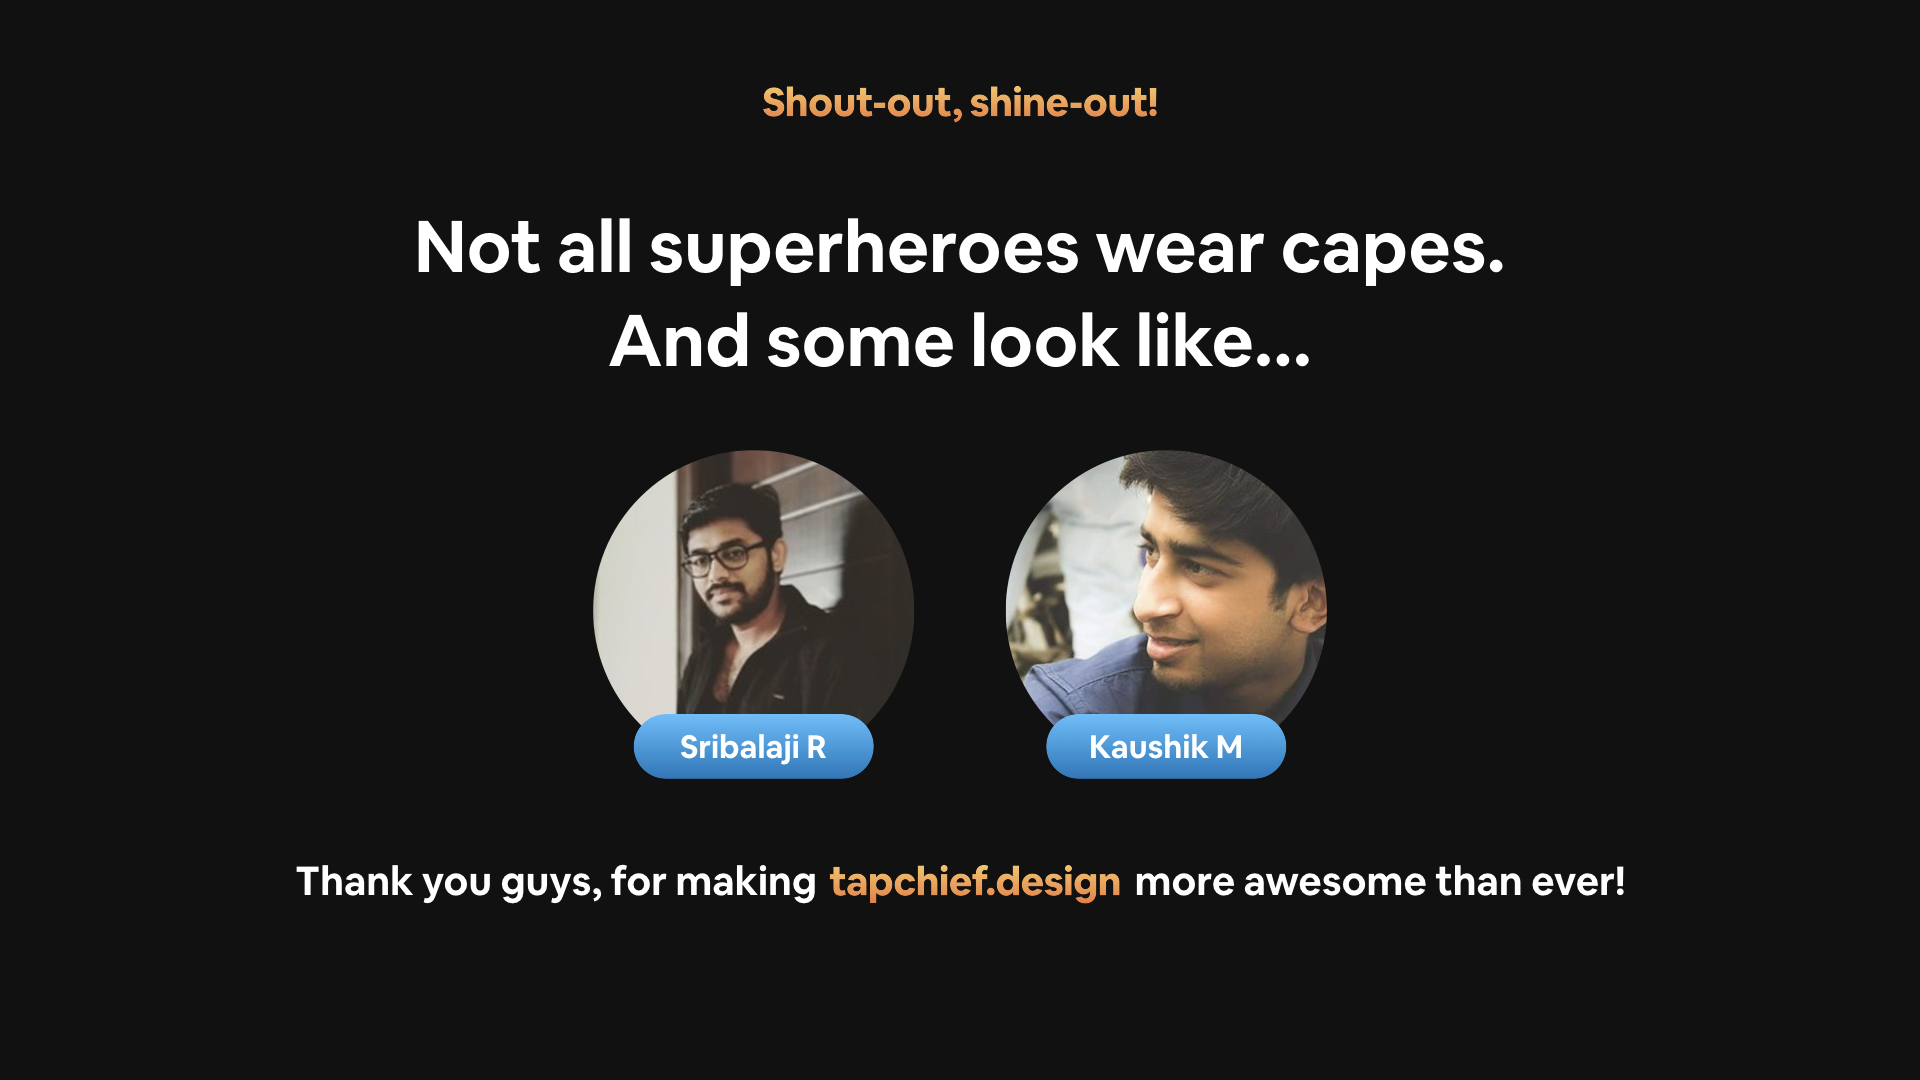 Shout-out, shine-out!
Not all superheroes wear capes.
And some look like...
Sribalaji R
Kaushik M
Thank you guys, for making tapchief.design more awesome than ever!